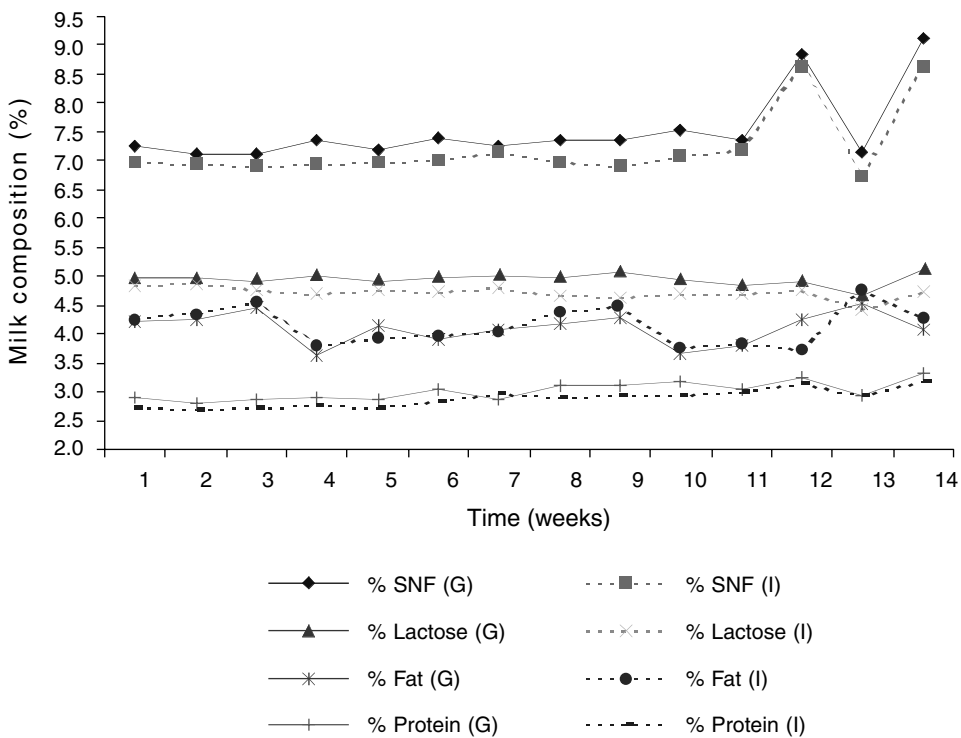 Milk composition (%)
9.5
9.0
8.5
8.0
7.5
7.0
6.5
6.0
5.5
5.0
4.5
4.0
3.5
3.0
2.5
2.0
1 2 3 4 5 6 7 8 9 10 11 12 13 14
Time (weeks)
% SNF (G) % SNF (I)
% Lactose (G) % Lactose (I)
% Fat (G) % Fat (I)
% Protein (G) % Protein (I)